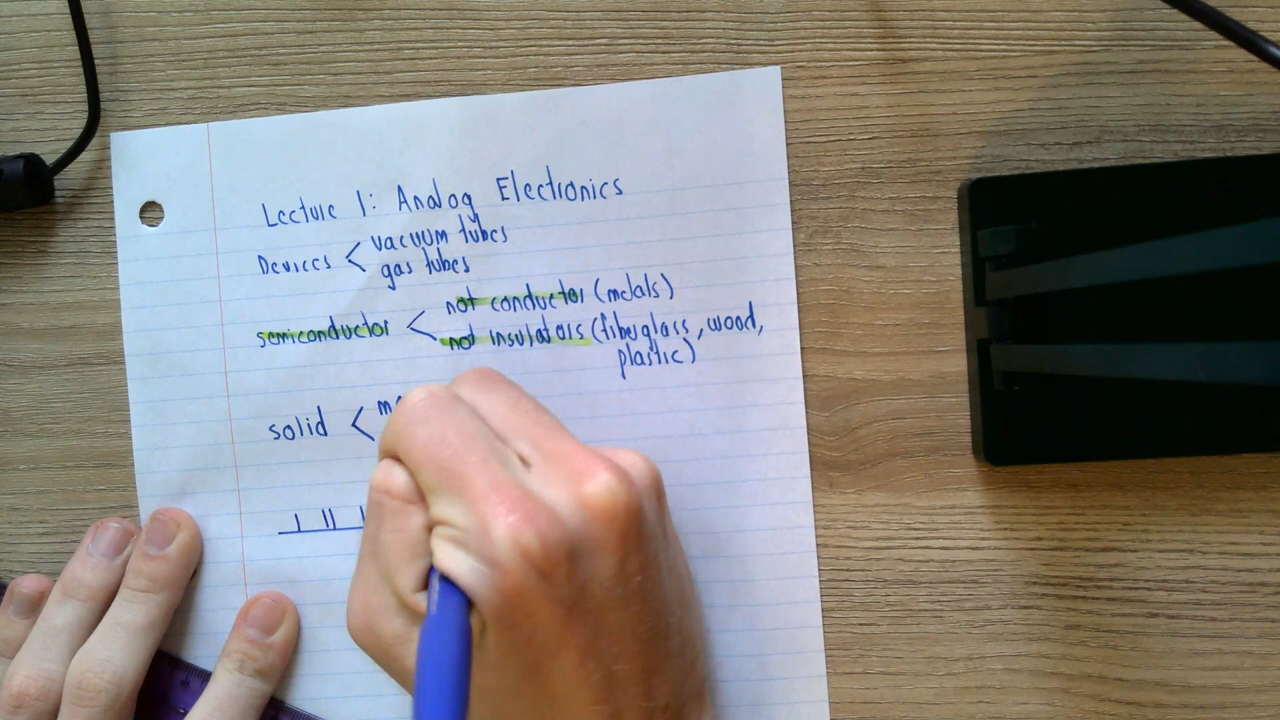 Lecture 1: Analog Electronics
Devices < vacuum tubes
gas tubes
semiconductor < not conductor (metals)
not insulators (fiberglass, wood,
plastic)
solid <
I II